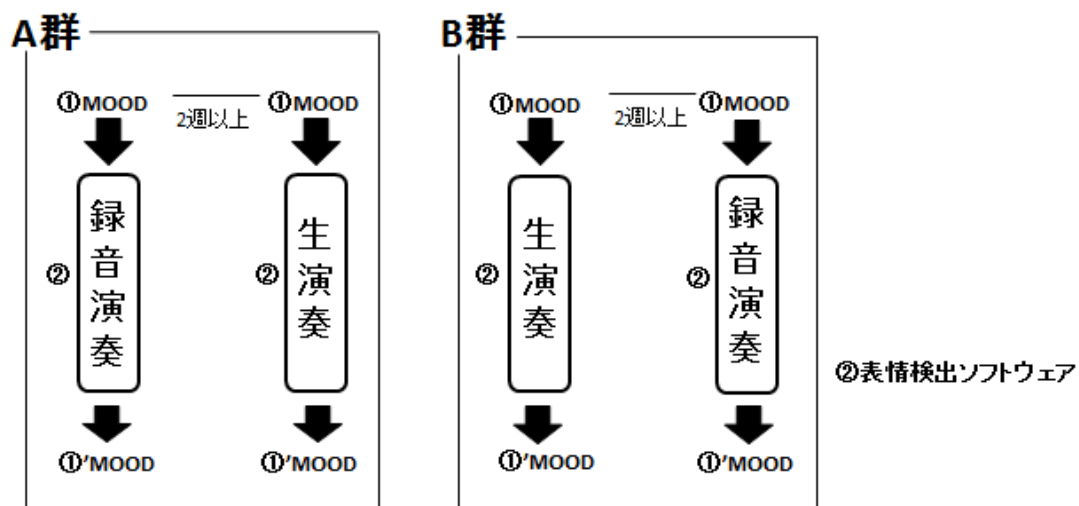 A群
①MOOD
2週以上
①MOOD
②
録音演奏
②
生演奏
①'MOOD
①'MOOD
B群
①MOOD
2週以上
①MOOD
②
生演奏
②
録音演奏
①'MOOD
①'MOOD
②表情検出ソフトウェア